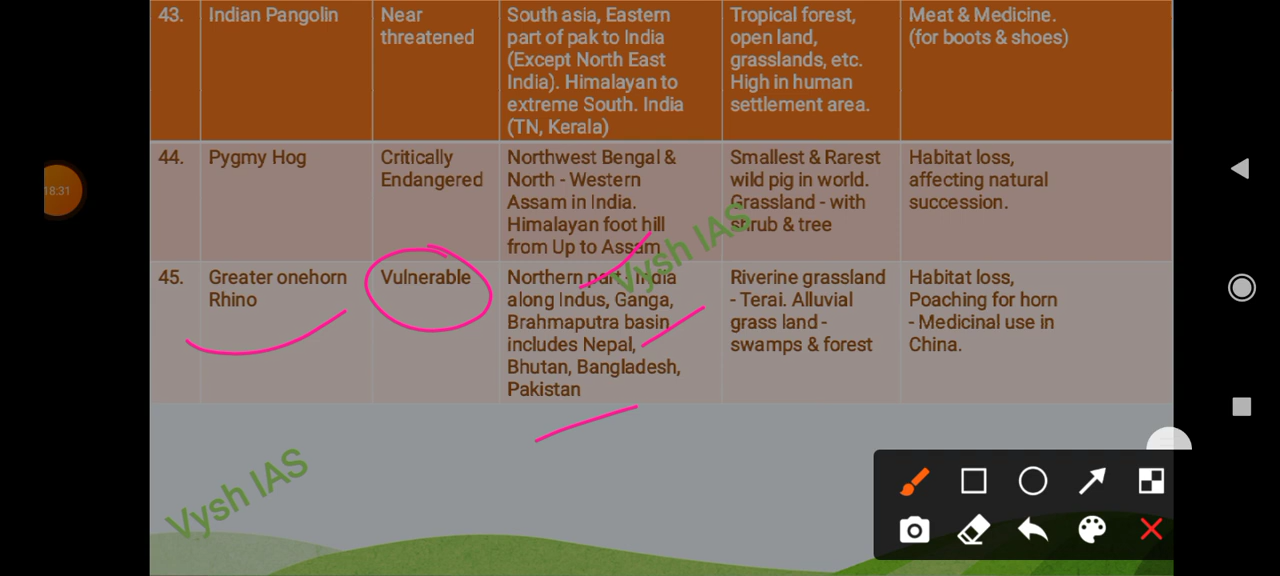 43.
Indian Pangolin
Near
threatened
South asia, Eastern
part of pak to India
(Except North East
India). Himalayan to
extreme South. India
(TN, Kerala)
Tropical forest,
open land,
grasslands, etc.
High in human
settlement area.
Meat & Medicine.
(for boots & shoes)
44.
Pygmy Hog
Critically
Endangered
Northwest Bengal &
North - Western
Assam in India.
Himalayan foot hill
from Up to Assam
Smallest & Rarest
wild pig in world.
Grassland - with
shrub & tree
Habitat loss,
affecting natural
succession.
45.
Greater onehorn
Rhino
Vulnerable
Northern part - India
along Indus, Ganga,
Brahmaputra basin
includes Nepal,
Bhutan, Bangladesh,
Pakistan
Riverine grassland
- Terai. Alluvial
grass land -
swamps & forest
Habitat loss,
Poaching for horn
- Medicinal use in
China.
18:31
Vysh IAS
Vysh IAS